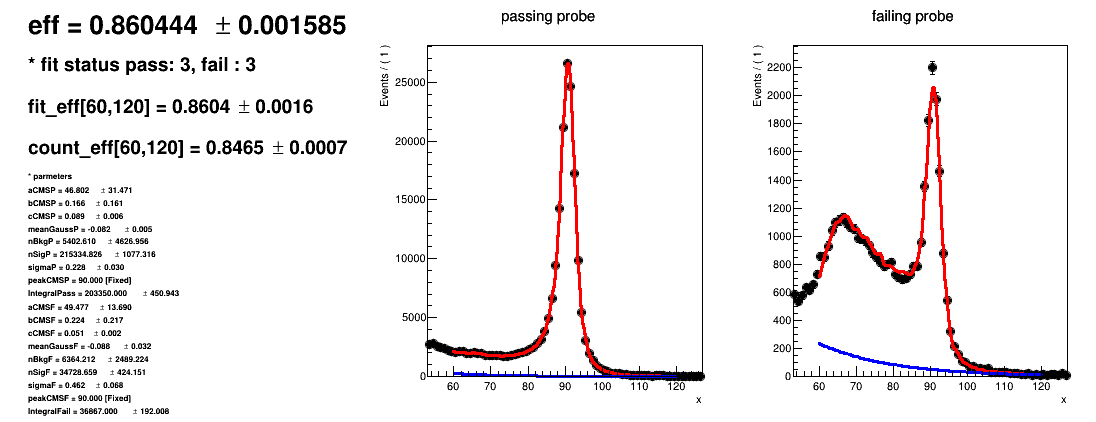 eff = 0.860444 ± 0.001585
* fit status pass: 3, fail : 3
fit_eff[60,120] = 0.8604 ± 0.0016
count_eff[60,120] = 0.8465 ± 0.0007
* parmeters
aCMSP = 46.802 ± 31.471
bCMSP = 0.166 ± 0.161
cCMSP = 0.089 ± 0.006
meanGaussP = -0.082 ± 0.005
nBkgP = 5402.610 ± 4626.956
nSigP = 215334.826 ± 1077.316
sigmaP = 0.228 ± 0.030
peakCMSP = 90.000 [Fixed]
IntegralPass = 203350.000 ± 450.943
aCMSF = 49.477 ± 13.690
bCMSF = 0.224 ± 0.217
cCMSF = 0.051 ± 0.002
meanGaussF = -0.088 ± 0.032
nBkgF = 6364.212 ± 2489.224
nSigF = 34728.659 ± 424.151
sigmaF = 0.462 ± 0.068
peakCMSF = 90.000 [Fixed]
IntegralFail = 36867.000 ± 192.008
passing probe
Events / ( 1 )
25000
20000
15000
10000
5000
0
60 70 80 90 100 110 120
x
failing probe
Events / ( 1 )
2200
2000
1800
1600
1400
1200
1000
800
600
400
200
0
60 70 80 90 100 110 120
x